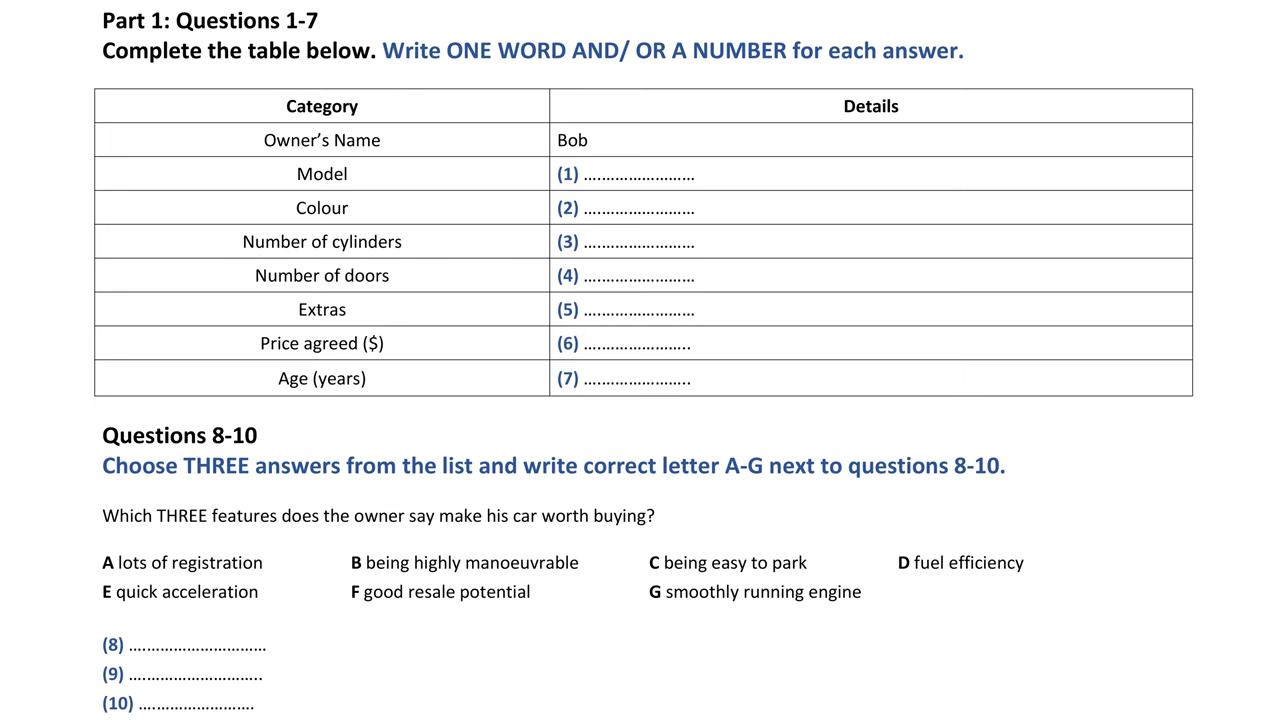 Part 1: Questions 1-7
Complete the table below. Write ONE WORD AND/ OR A NUMBER for each answer.
Category Details
Owner’s Name Bob
Model (1) ……………………
Colour (2) ……………………
Number of cylinders (3) ……………………
Number of doors (4) ……………………
Extras (5) ……………………
Price agreed ($) (6) …………………..
Age (years) (7) …………………..
Questions 8-10
Choose THREE answers from the list and write correct letter A-G next to questions 8-10.
Which THREE features does the owner say make his car worth buying?
A lots of registration B being highly manoeuvrable C being easy to park D fuel efficiency
E quick acceleration F good resale potential G smoothly running engine
(8) …………………………
(9) ………………………..
(10) …………………….